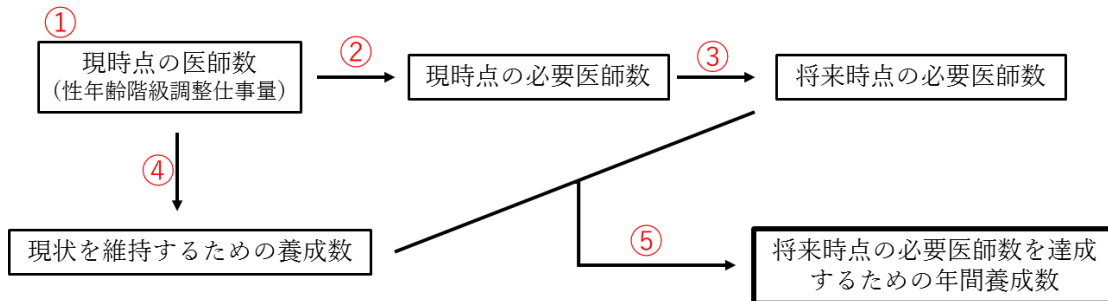 ①
現時点の医師数
(性年齢階級調整仕事量)
②
現時点の必要医師数
③
将来時点の必要医師数
④
現状を維持するための養成数
⑤
将来時点の必要医師数を達成
するための年間養成数